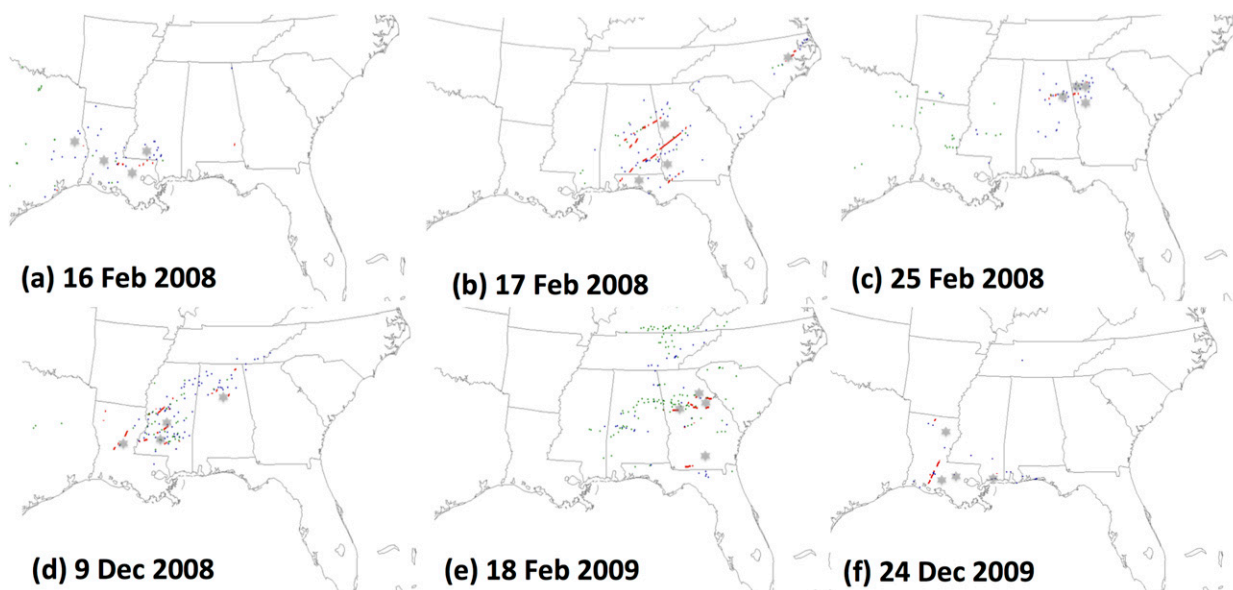 (a) 16 Feb 2008
(b) 17 Feb 2008
(c) 25 Feb 2008
(d) 9 Dec 2008
(e) 18 Feb 2009
(f) 24 Dec 2009